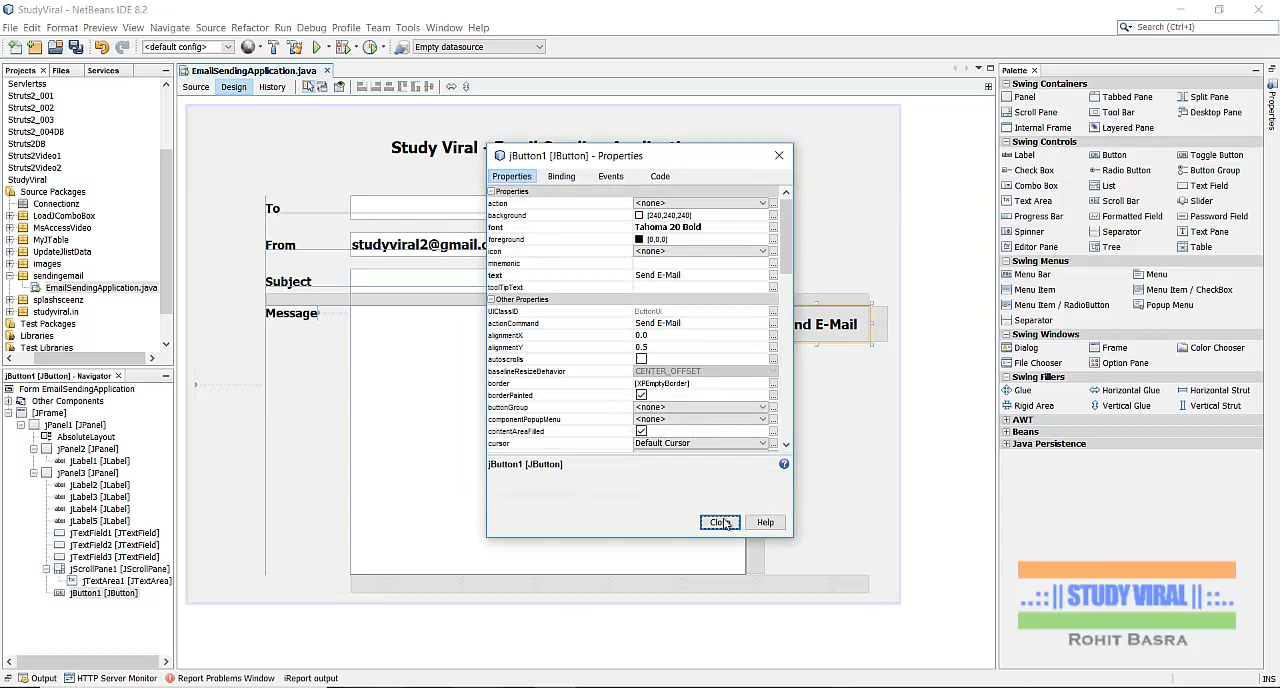 StudyViral - NetBeans IDE 8.2
File Edit Format View Navigate Source Refactor Run Debug Profile Team Tools Window Help
Search (Ctrl+I)
<default config>
Empty datasource
Projects Files Services
Servlertss
Struts2_001
Struts2_002
Struts2_003
Struts2_004DB
Struts2DB
Struts2Video1
Struts2Video2
StudyViral
Source Packages
Connectionz
LoadJComboBox
MsAccessVideo
MyJTable
UpdateJlistData
images
sendingemail
EmailSendingApplication.java
splashsceenz
studyviral.in
Test Packages
Libraries
Test Libraries
jButton1 [JButton] - Navigator
Form EmailSendingApplication
Other Components
[JFrame]
jPanel1 [JPanel]
AbsoluteLayout
jPanel2 [JPanel]
jLabel1 [JLabel]
jPanel3 [JPanel]
jLabel2 [JLabel]
jLabel3 [JLabel]
jLabel4 [JLabel]
jLabel5 [JLabel]
jTextField1 [JTextField]
jTextField2 [JTextField]
jTextField3 [JTextField]
jScrollPane1 [JScrollPane]
jTextArea1 [JTextArea]
jButton1 [JButton]
EmailSendingApplication.java
Source Design History
Study Viral -
To
From
studyviral2@gmail.c
Subject
Message
nd E-Mail
jButton1 [JButton] - Properties
Properties Binding Events Code
Properties
action <none>
background [240,240,240]
font Tahoma 20 Bold
foreground [0,0,0]
icon <none>
mnemonic
text Send E-Mail
toolTipText
Other Properties
UIClassID ButtonUI
actionCommand Send E-Mail
alignmentX 0.0
alignmentY 0.5
autoscrolls
baselineResizeBehavior CENTER_OFFSET
border [XPEmptyBorder]
borderPainted
buttonGroup <none>
componentPopupMenu <none>
contentAreaFilled
cursor Default Cursor
jButton1 [JButton]
Close Help
Palette
Swing Containers
Panel Tabbed Pane Split Pane
Scroll Pane Tool Bar Desktop Pane
Internal Frame Layered Pane
Swing Controls
Label Button Toggle Button
Check Box Radio Button Button Group
Combo Box List Text Field
Text Area Scroll Bar Slider
Progress Bar Formatted Field Password Field
Spinner Separator Text Pane
Editor Pane Tree Table
Swing Menus
Menu Bar Menu
Menu Item Menu Item / CheckBox
Menu Item / RadioButton Popup Menu
Separator
Swing Windows
Dialog Frame Color Chooser
File Chooser Option Pane
Swing Fillers
Glue Horizontal Glue Horizontal Strut
Rigid Area Vertical Glue Vertical Strut
AWT
Beans
Java Persistence
Properties
..::|| STUDY VIRAL ||::..
ROHIT BASRA
Output HTTP Server Monitor Report Problems Window iReport output
INS